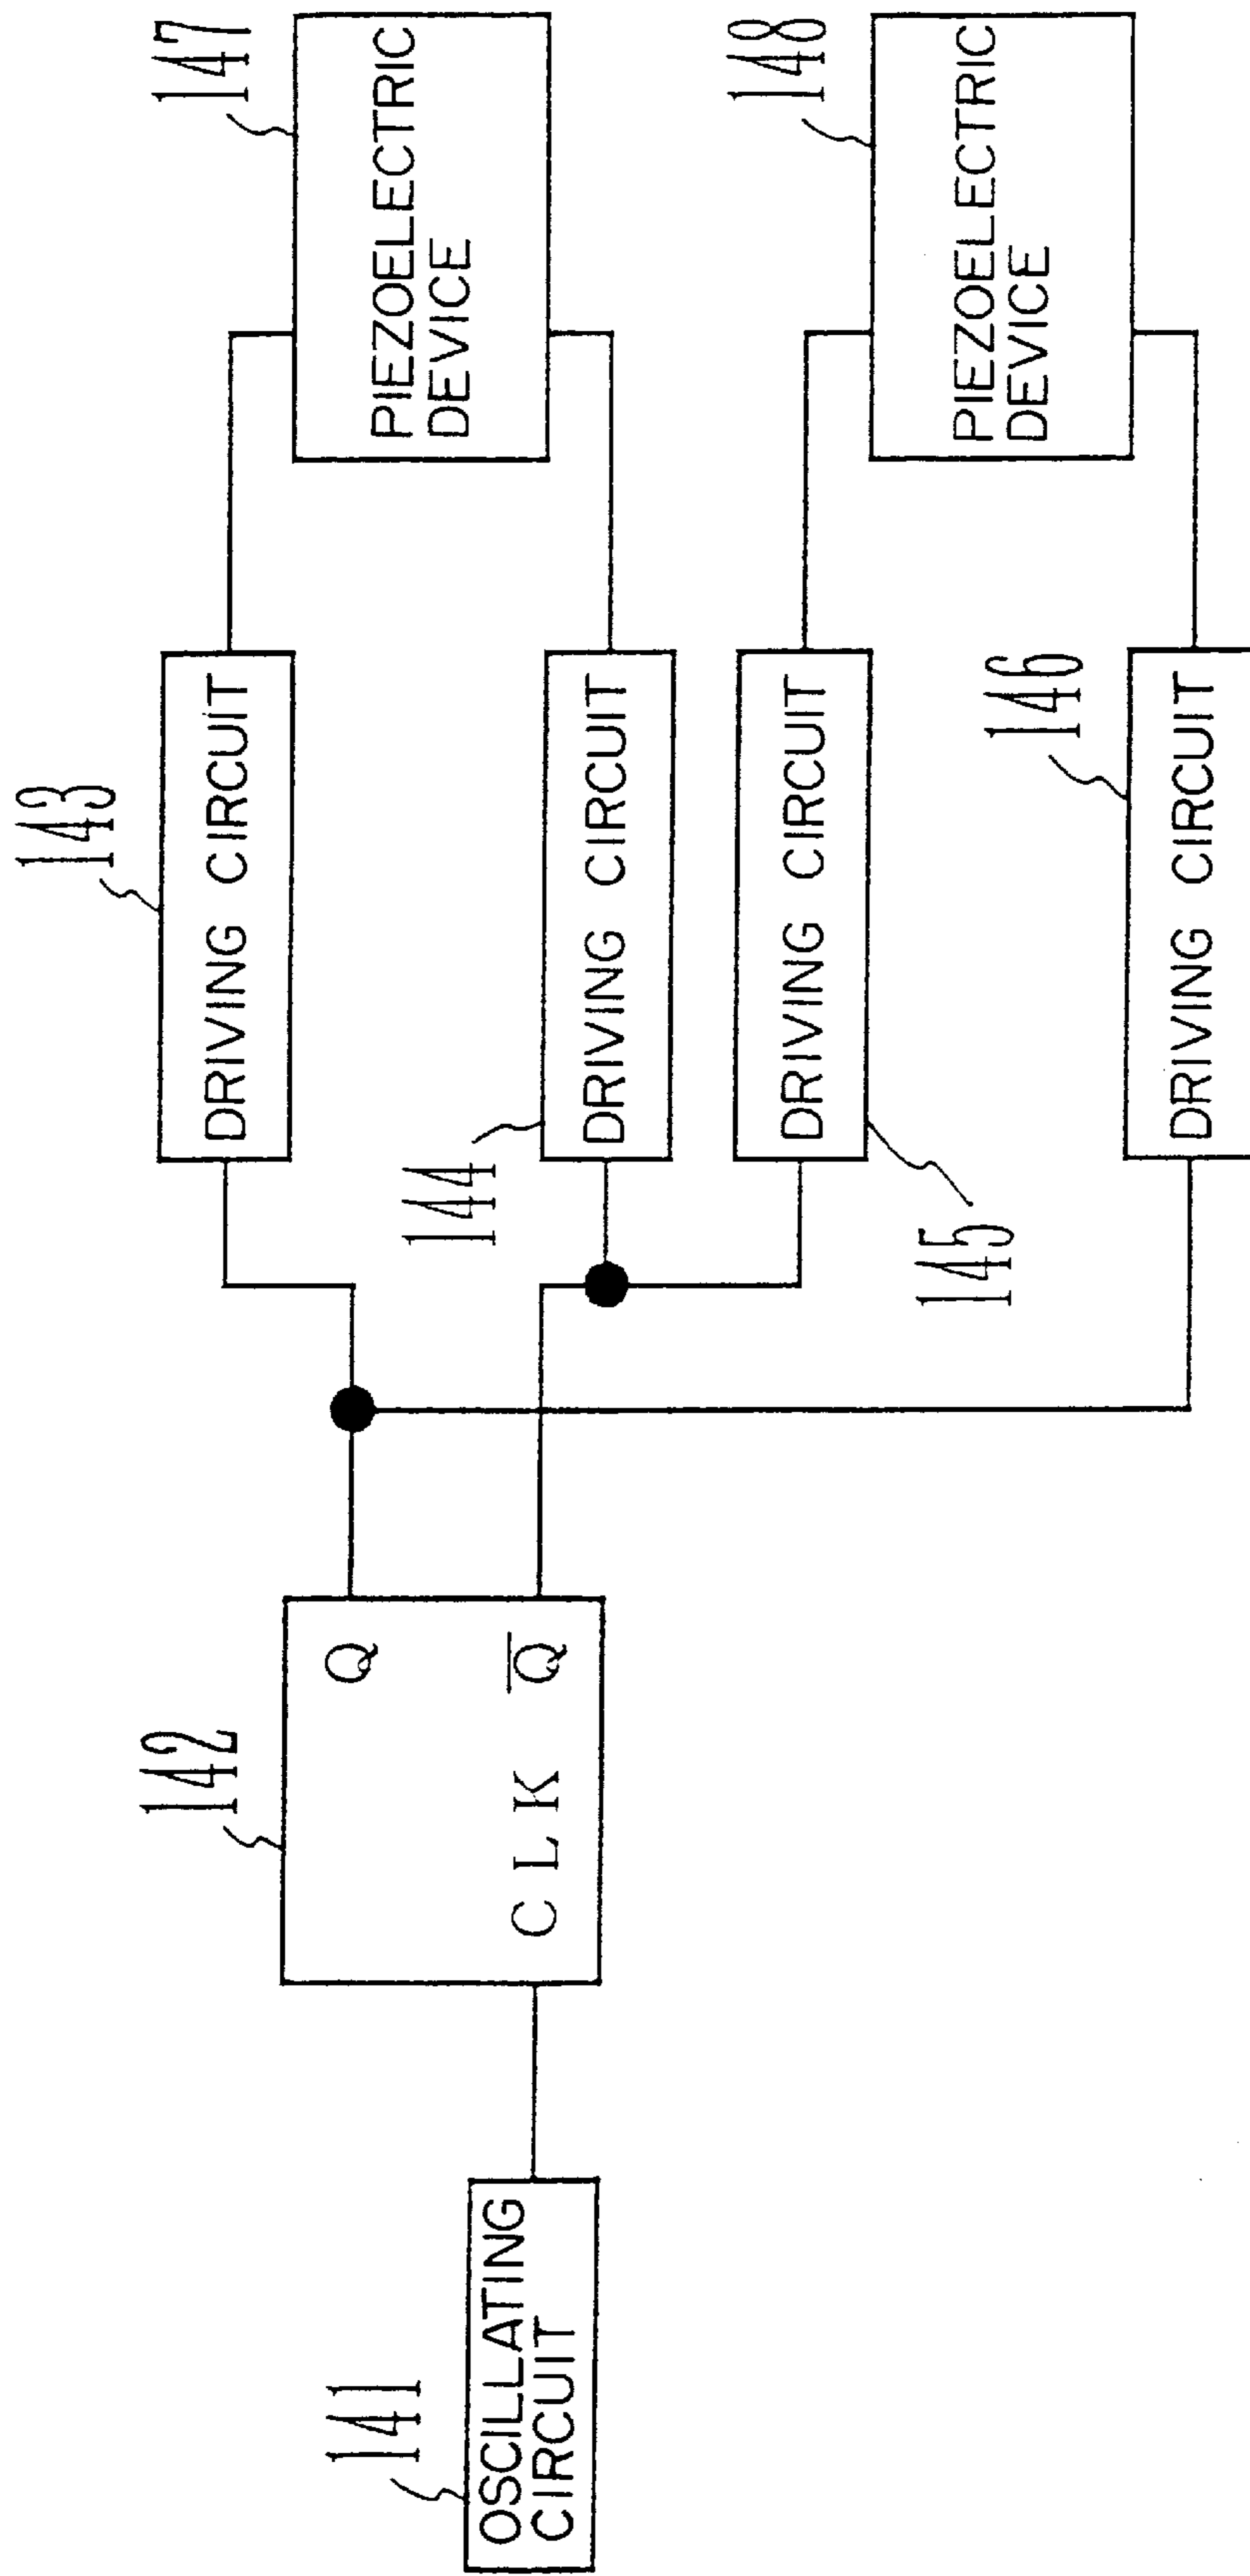 141
OSCILLATING
CIRCUIT
142
Q
CLK Q̅
143
DRIVING CIRCUIT
144
DRIVING CIRCUIT
145
DRIVING CIRCUIT
146
DRIVING CIRCUIT
147
PIEZOELECTRIC
DEVICE
148
PIEZOELECTRIC
DEVICE